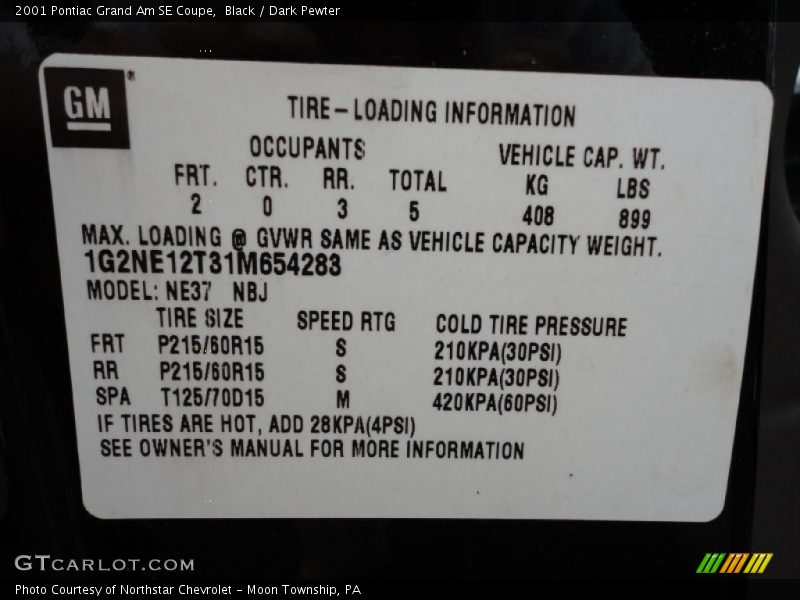 2001 Pontiac Grand Am SE Coupe, Black / Dark Pewter
GM ®
TIRE-LOADING INFORMATION
OCCUPANTS VEHICLE CAP. WT.
FRT. CTR. RR. TOTAL KG LBS
2 0 3 5 408 899
MAX. LOADING @ GVWR SAME AS VEHICLE CAPACITY WEIGHT.
1G2NE12T31M654283
MODEL: NE37 NBJ
TIRE SIZE SPEED RTG COLD TIRE PRESSURE
FRT P215/60R15 S 210KPA(30PSI)
RR P215/60R15 S 210KPA(30PSI)
SPA T125/70D15 M 420KPA(60PSI)
IF TIRES ARE HOT, ADD 28KPA(4PSI)
SEE OWNER'S MANUAL FOR MORE INFORMATION
GTCARLOT.COM
Photo Courtesy of Northstar Chevrolet - Moon Township, PA